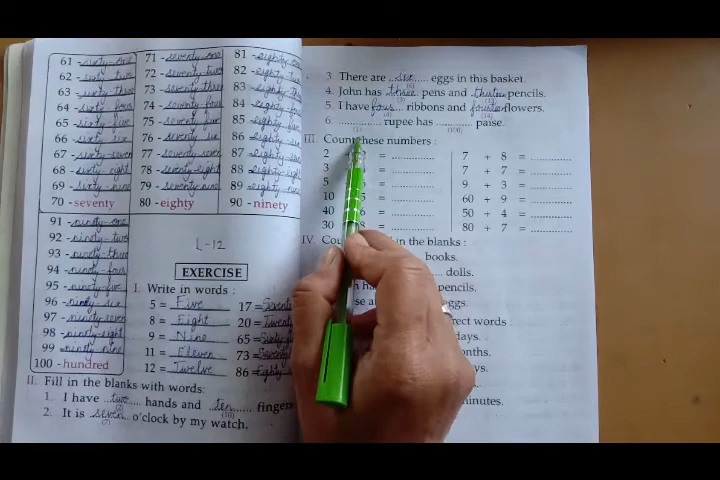 61 - sixty-one
62 - sixty two
63 - sixty-three
64 - sixty four
65 - sixty-five
66 - sixty six
67 - sixty-seven
68 - sixty eight
69 - sixty-nine
70 - seventy
71 - seventy-one
72 - seventy-two
73 - seventy-three
74 - seventy-four
75 - seventy-five
76 - seventy-six
77 - seventy-seven
78 - seventy-eight
79 - seventy-nine
80 - eighty
81 - eighty-one
82 - eighty-two
83 - eighty-three
84 - eighty-four
85 - eighty-five
86 - eighty-six
87 - eighty-seven
88 - eighty-eight
89 - eighty-nine
90 - ninety
91 - ninety-one
92 - ninety-two
93 - ninety-three
94 - ninety-four
95 - ninety-five
96 - ninety-six
97 - ninety-seven
98 - ninety-eight
99 - ninety nine
100 - hundred
L-12
EXERCISE
I. Write in words :
5 = Five
8 = Eight
9 = Nine
11 = Eleven
12 = Twelve
17 = Seventeen
20 = Twenty
65 =
73 =
86 =
II. Fill in the blanks with words:
1. I have two hands and ten fingers
(2) (10)
2. It is seven o'clock by my watch.
(7)
3 There are six eggs in this basket.
(6)
4. John has three pens and thirteen pencils.
(3) (13)
5. I have four ribbons and fourteen flowers.
(4) (14)
6. .............. rupee has ............ paise.
(1) (100)
III. Count these numbers :
2 =
3 =
5 =
10 =
40 =
30 =
7 + 8 = ............
7 + 7 = ............
9 + 3 = ............
60 + 9 = ............
50 + 4 = ............
80 + 7 = ............
IV. in the blanks :
books.
dolls.
pencils.
eggs.
words :
days.